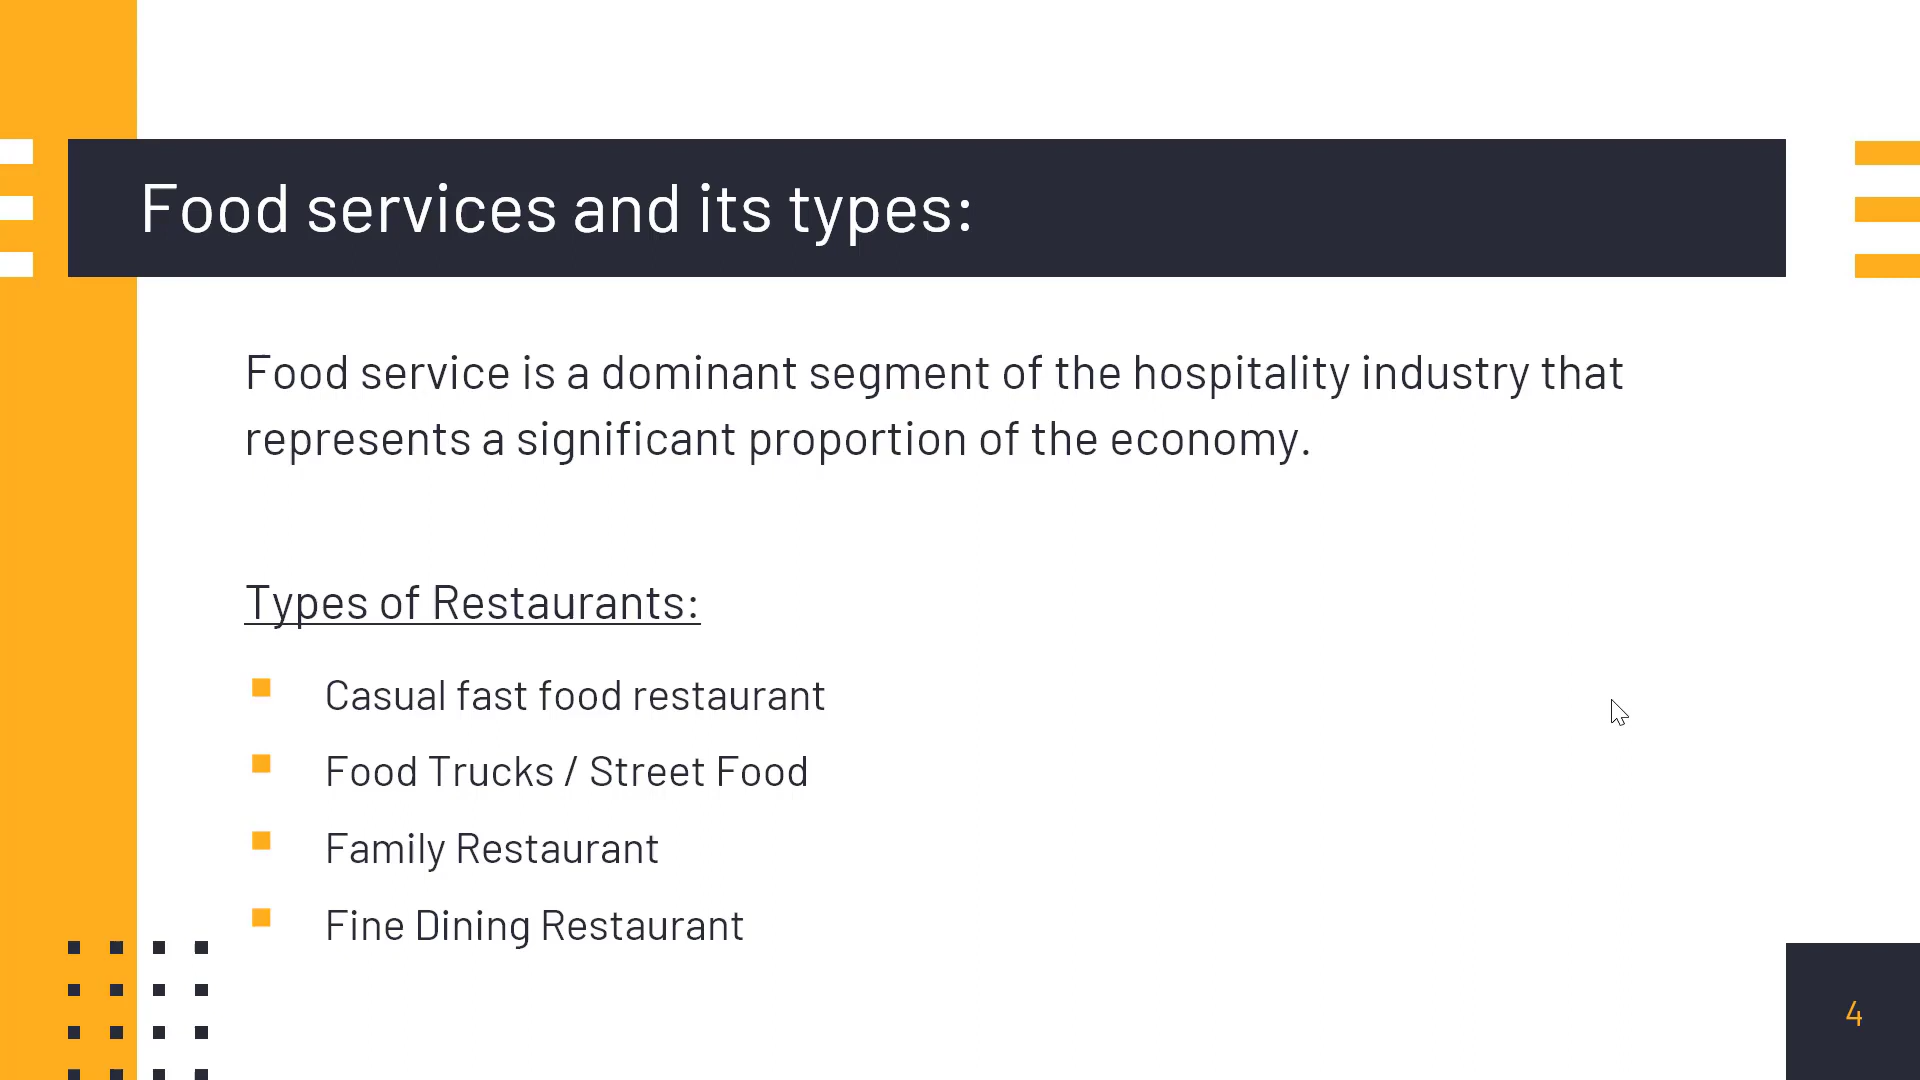 Food services and its types:
Food service is a dominant segment of the hospitality industry that
represents a significant proportion of the economy.
Types of Restaurants:
Casual fast food restaurant
Food Trucks / Street Food
Family Restaurant
Fine Dining Restaurant
4